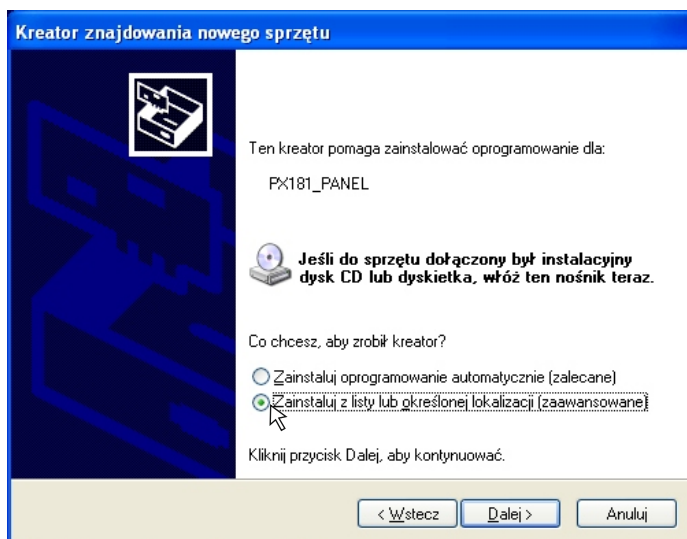 Kreator znajdowania nowego sprzętu
Ten kreator pomaga zainstalować oprogramowanie dla:
PX181_PANEL
Jeśli do sprzętu dołączony był instalacyjny
dysk CD lub dyskietka, włóż ten nośnik teraz.
Co chcesz, aby zrobił kreator?
Zainstaluj oprogramowanie automatycznie (zalecane)
Zainstaluj z listy lub określonej lokalizacji (zaawansowane)
Kliknij przycisk Dalej, aby kontynuować.
< Wstecz Dalej > Anuluj